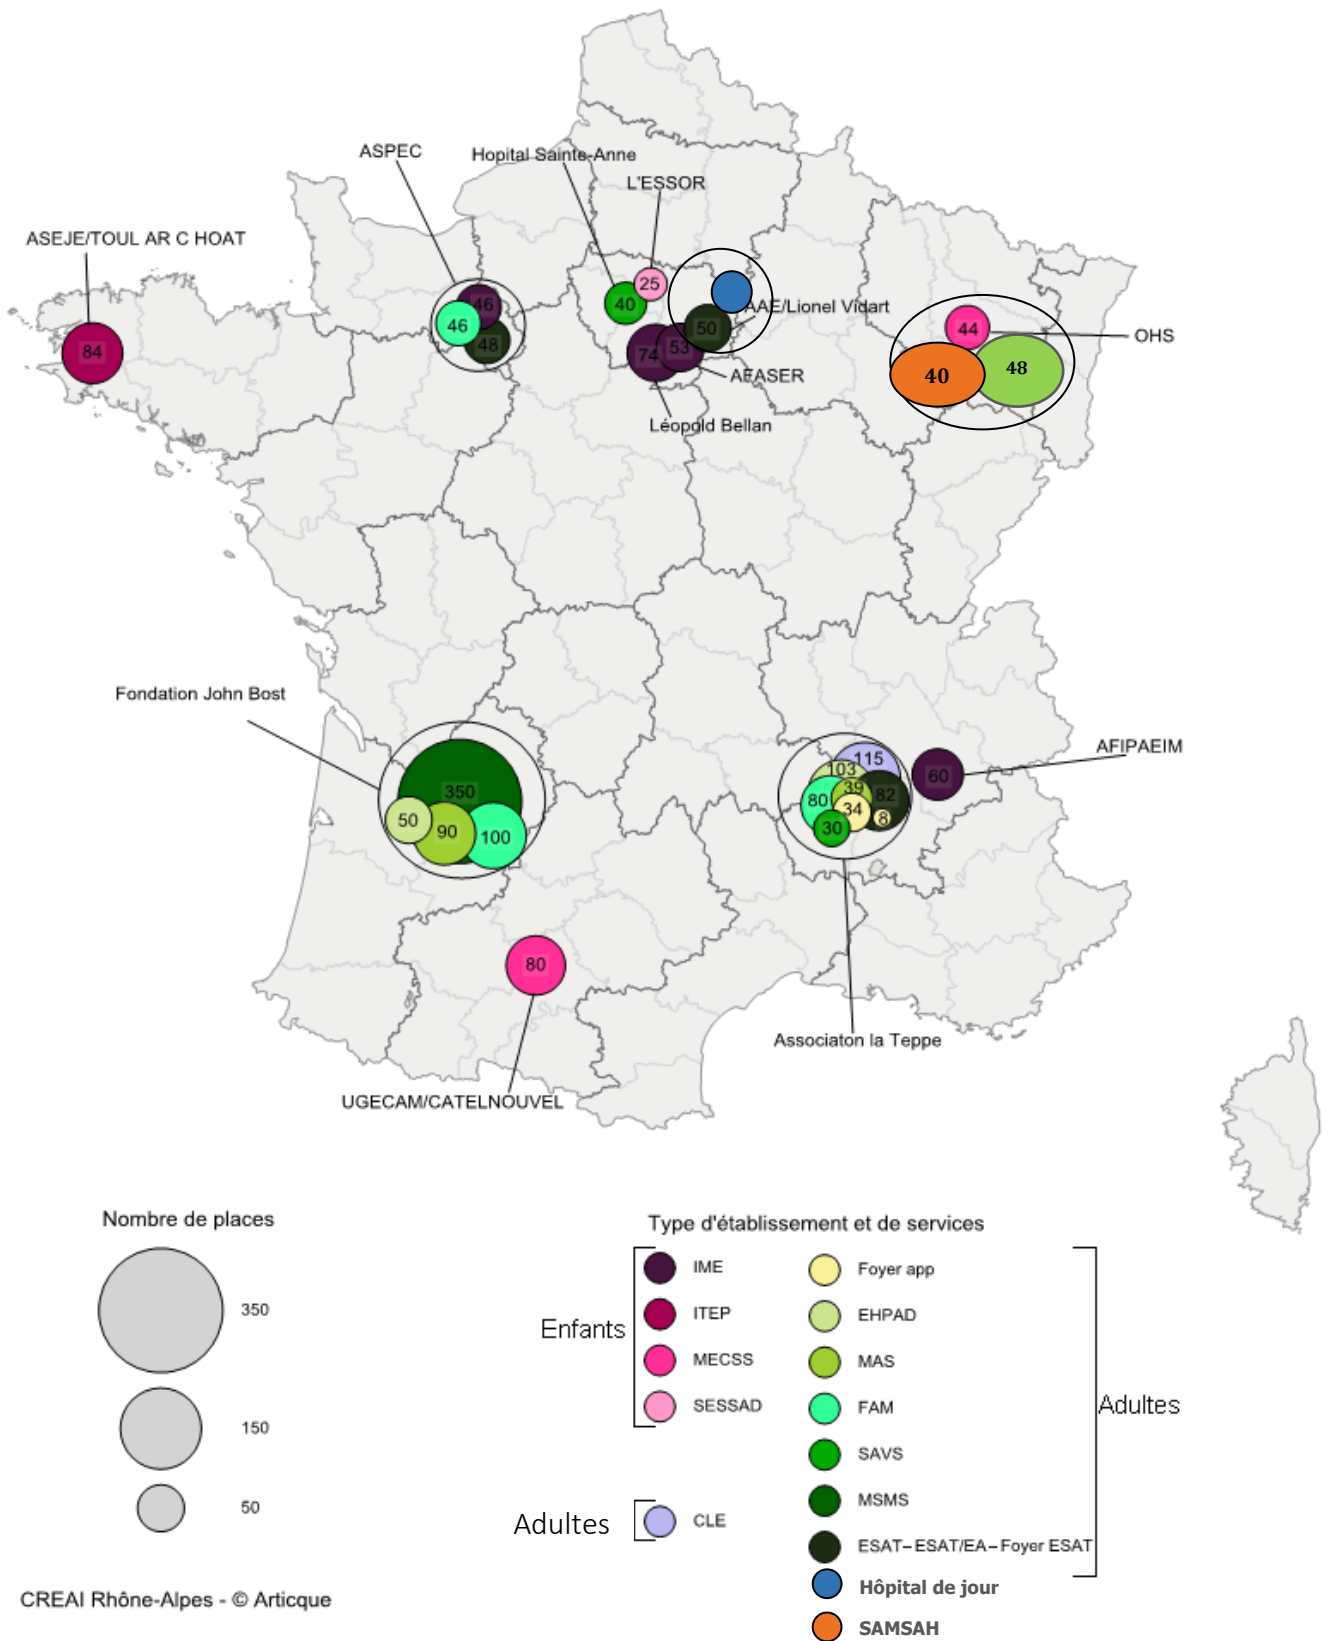 ASPEC
Hopital Sainte-Anne
L'ESSOR
ASEJE/TOUL AR C HOAT
25
40
46
46
48
84
50
AAE/Lionel Vidart
74
53
AFASER
Léopold Bellan
44
OHS
40
48
Fondation John Bost
350
50
90
100
115
103
39
82
80
34
8
30
60
AFIPAEIM
80
Associaton la Teppe
UGECAM/CATELNOUVEL
Nombre de places
350
150
50
Type d'établissement et de services
Enfants
IME
ITEP
MECSS
SESSAD
Adultes
CLE
Foyer app
EHPAD
MAS
FAM
SAVS
MSMS
ESAT-ESAT/EA-Foyer ESAT
Adultes
Hôpital de jour
SAMSAH
CREAI Rhône-Alpes - © Articque